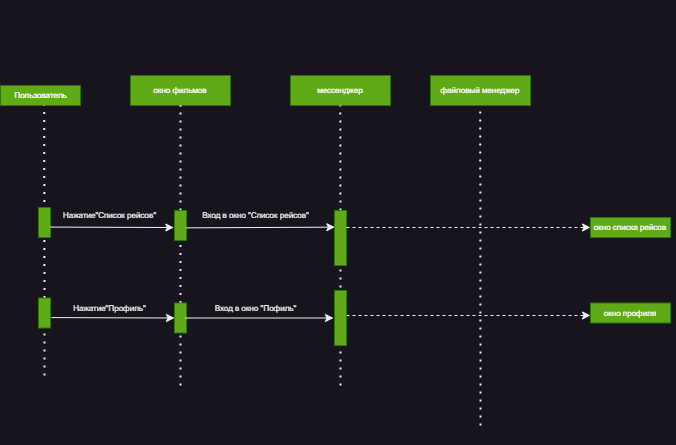 Пользователь
окно фильмов
мессенджер
файловый менеджер
Нажатие"Список рейсов"
Вход в окно "Список рейсов"
окно списка рейсов
Нажатие"Профиль"
Вход в окно "Пофиль"
окно профиля